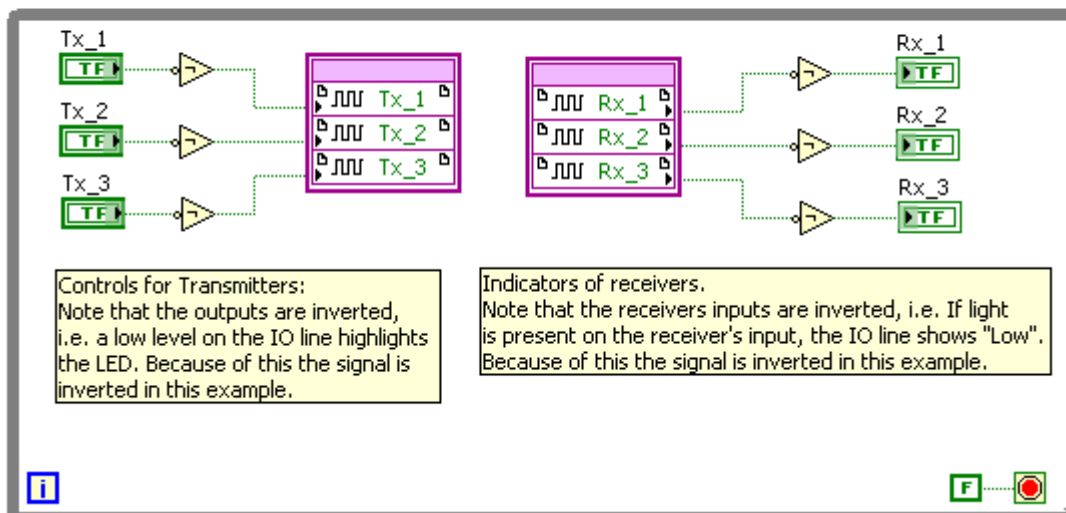 Tx_1
TF
Tx_2
TF
Tx_3
TF
Tx_1
Tx_2
Tx_3
Rx_1
Rx_2
Rx_3
Rx_1
TF
Rx_2
TF
Rx_3
TF
Controls for Transmitters:
Note that the outputs are inverted,
i.e. a low level on the IO line highlights
the LED. Because of this the signal is
inverted in this example.
Indicators of receivers.
Note that the receivers inputs are inverted, i.e. If light
is present on the receiver's input, the IO line shows "Low".
Because of this the signal is inverted in this example.
i
F